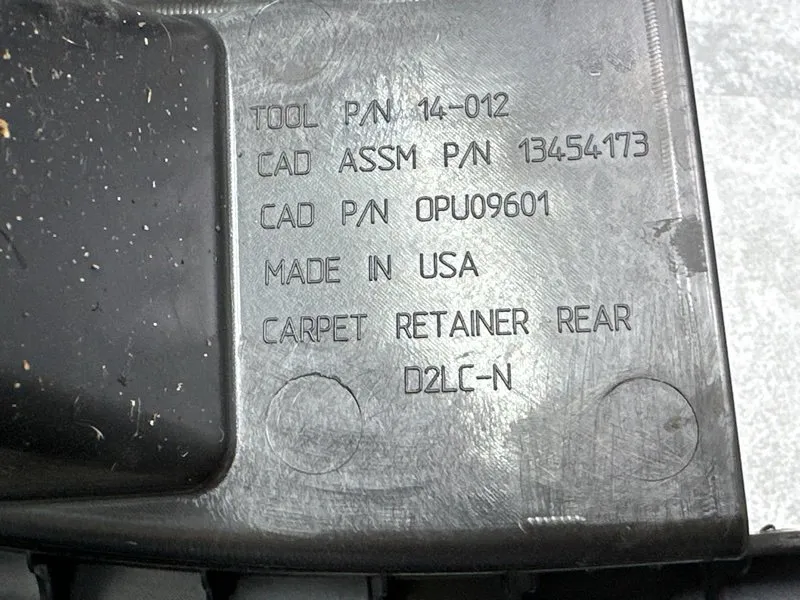 TOOL P/N 14-012
CAD ASSM P/N 13454173
CAD P/N OPU09601
MADE IN USA
CARPET RETAINER REAR
D2LC-N